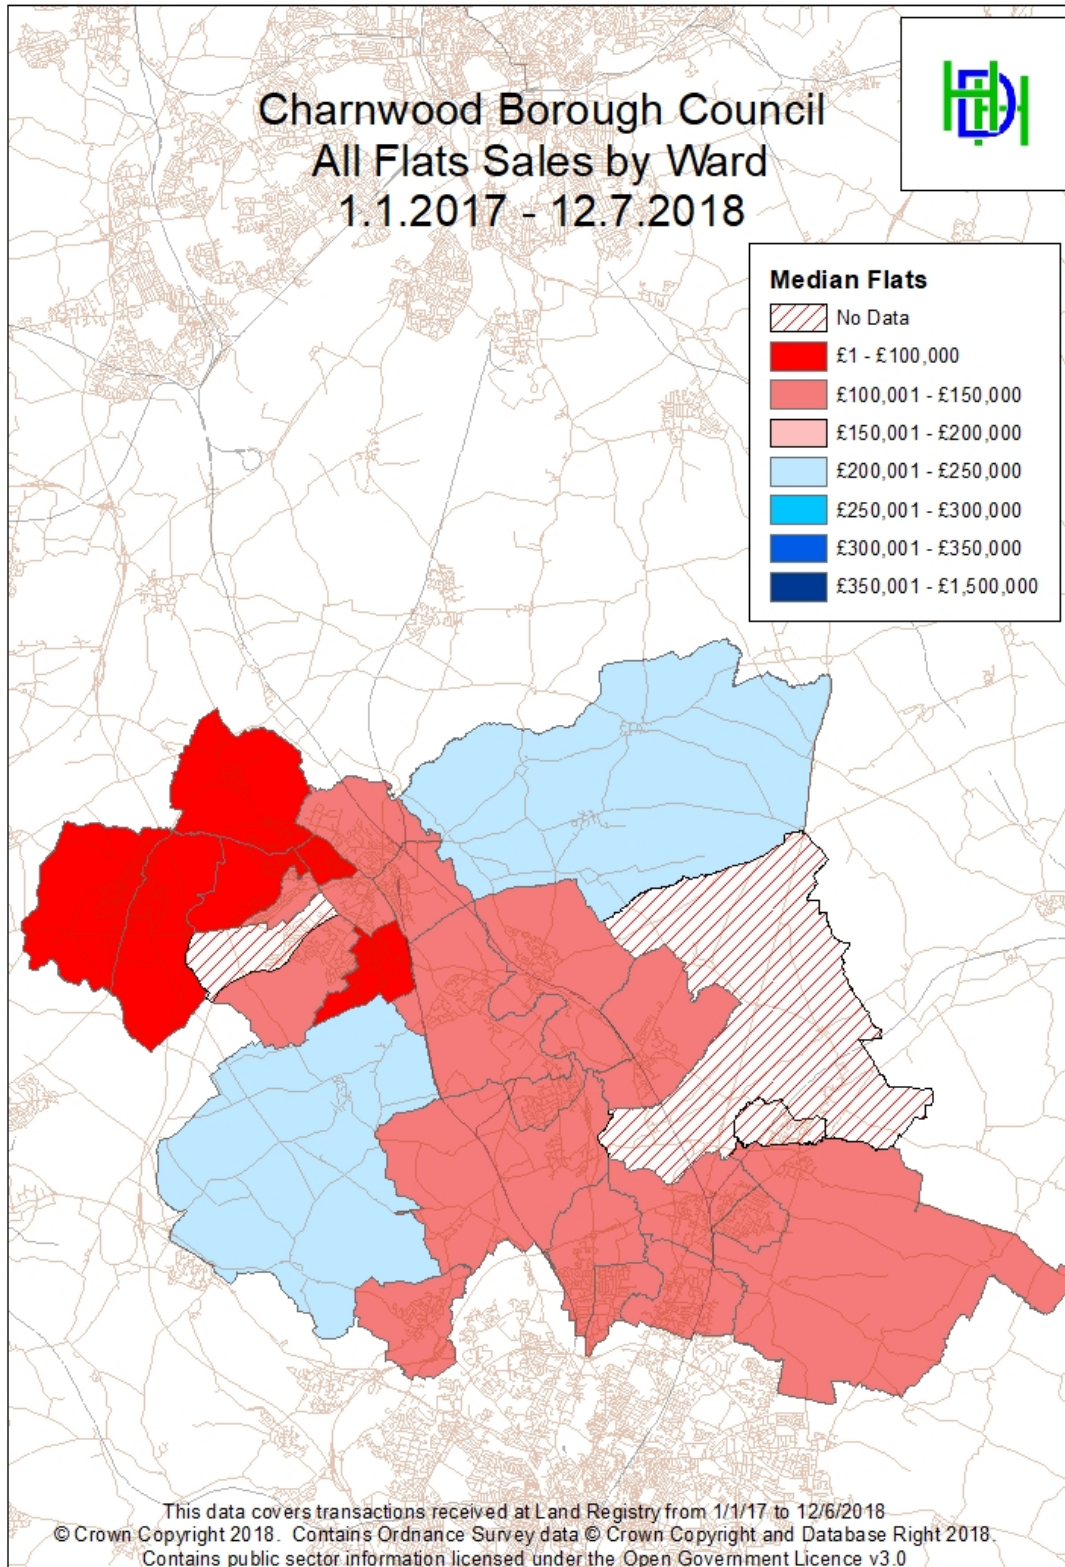 Charnwood Borough Council
All Flats Sales by Ward
1.1.2017 - 12.7.2018
HDH
Median Flats
No Data
£1 - £100,000
£100,001 - £150,000
£150,001 - £200,000
£200,001 - £250,000
£250,001 - £300,000
£300,001 - £350,000
£350,001 - £1,500,000
This data covers transactions received at Land Registry from 1/1/17 to 12/6/2018
© Crown Copyright 2018. Contains Ordnance Survey data © Crown Copyright and Database Right 2018.
Contains public sector information licensed under the Open Government Licence v3.0